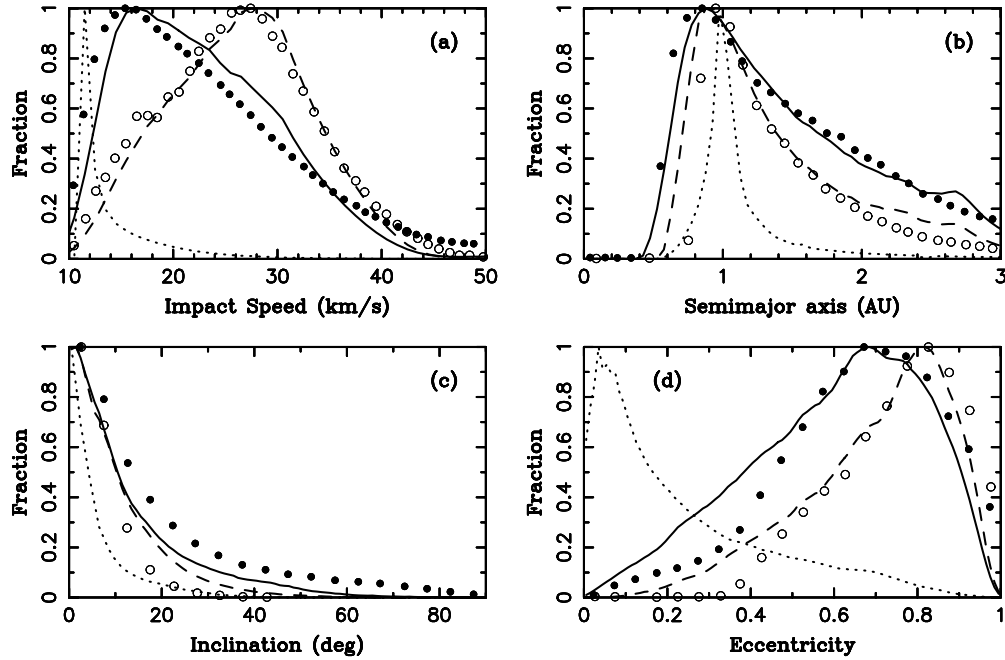 (a)
Fraction
0 0.2 0.4 0.6 0.8 1
10 20 30 40 50
Impact Speed (km/s)
(b)
Fraction
0 0.2 0.4 0.6 0.8 1
0 1 2 3
Semimajor axis (AU)
(c)
Fraction
0 0.2 0.4 0.6 0.8 1
0 20 40 60 80
Inclination (deg)
(d)
Fraction
0 0.2 0.4 0.6 0.8 1
0 0.2 0.4 0.6 0.8 1
Eccentricity